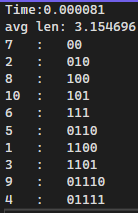 Time:0.000081
avg len: 3.154696
7 : 00
2 : 010
8 : 100
10 : 101
6 : 111
5 : 0110
1 : 1100
3 : 1101
9 : 01110
4 : 01111